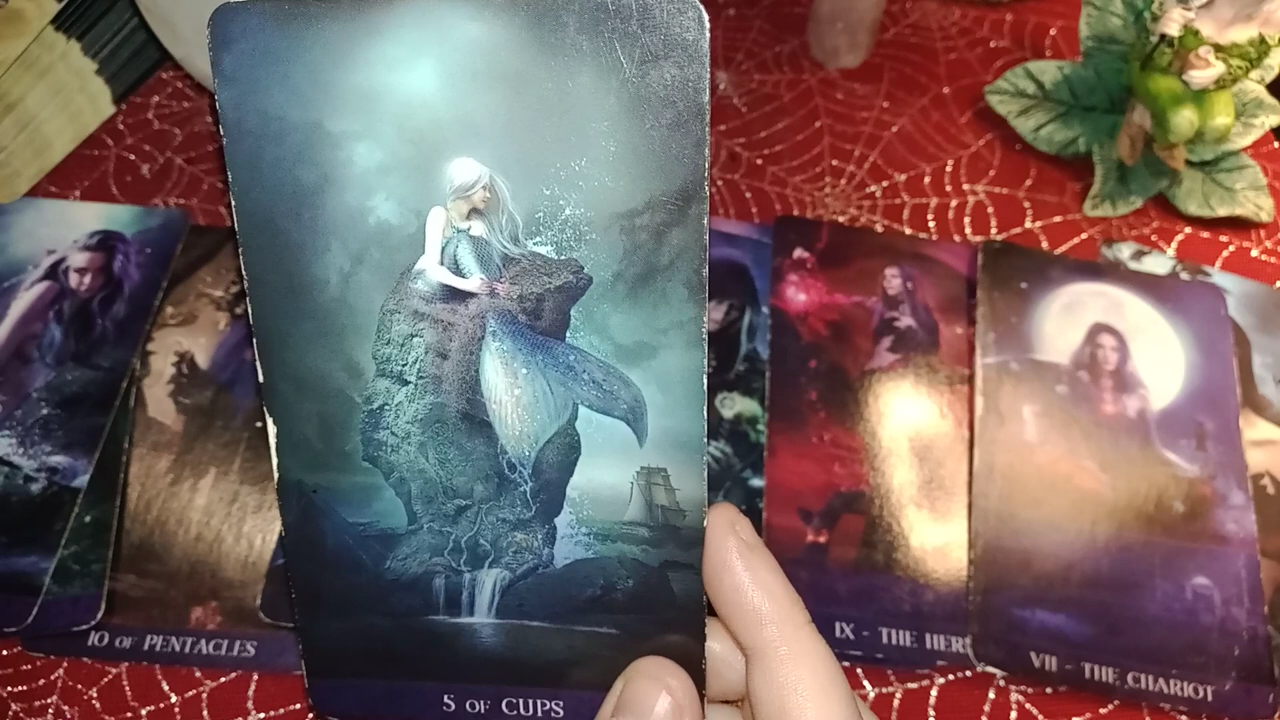 10 OF PENTACLES
5 OF CUPS
IX - THE HER
VII - THE CHARIOT